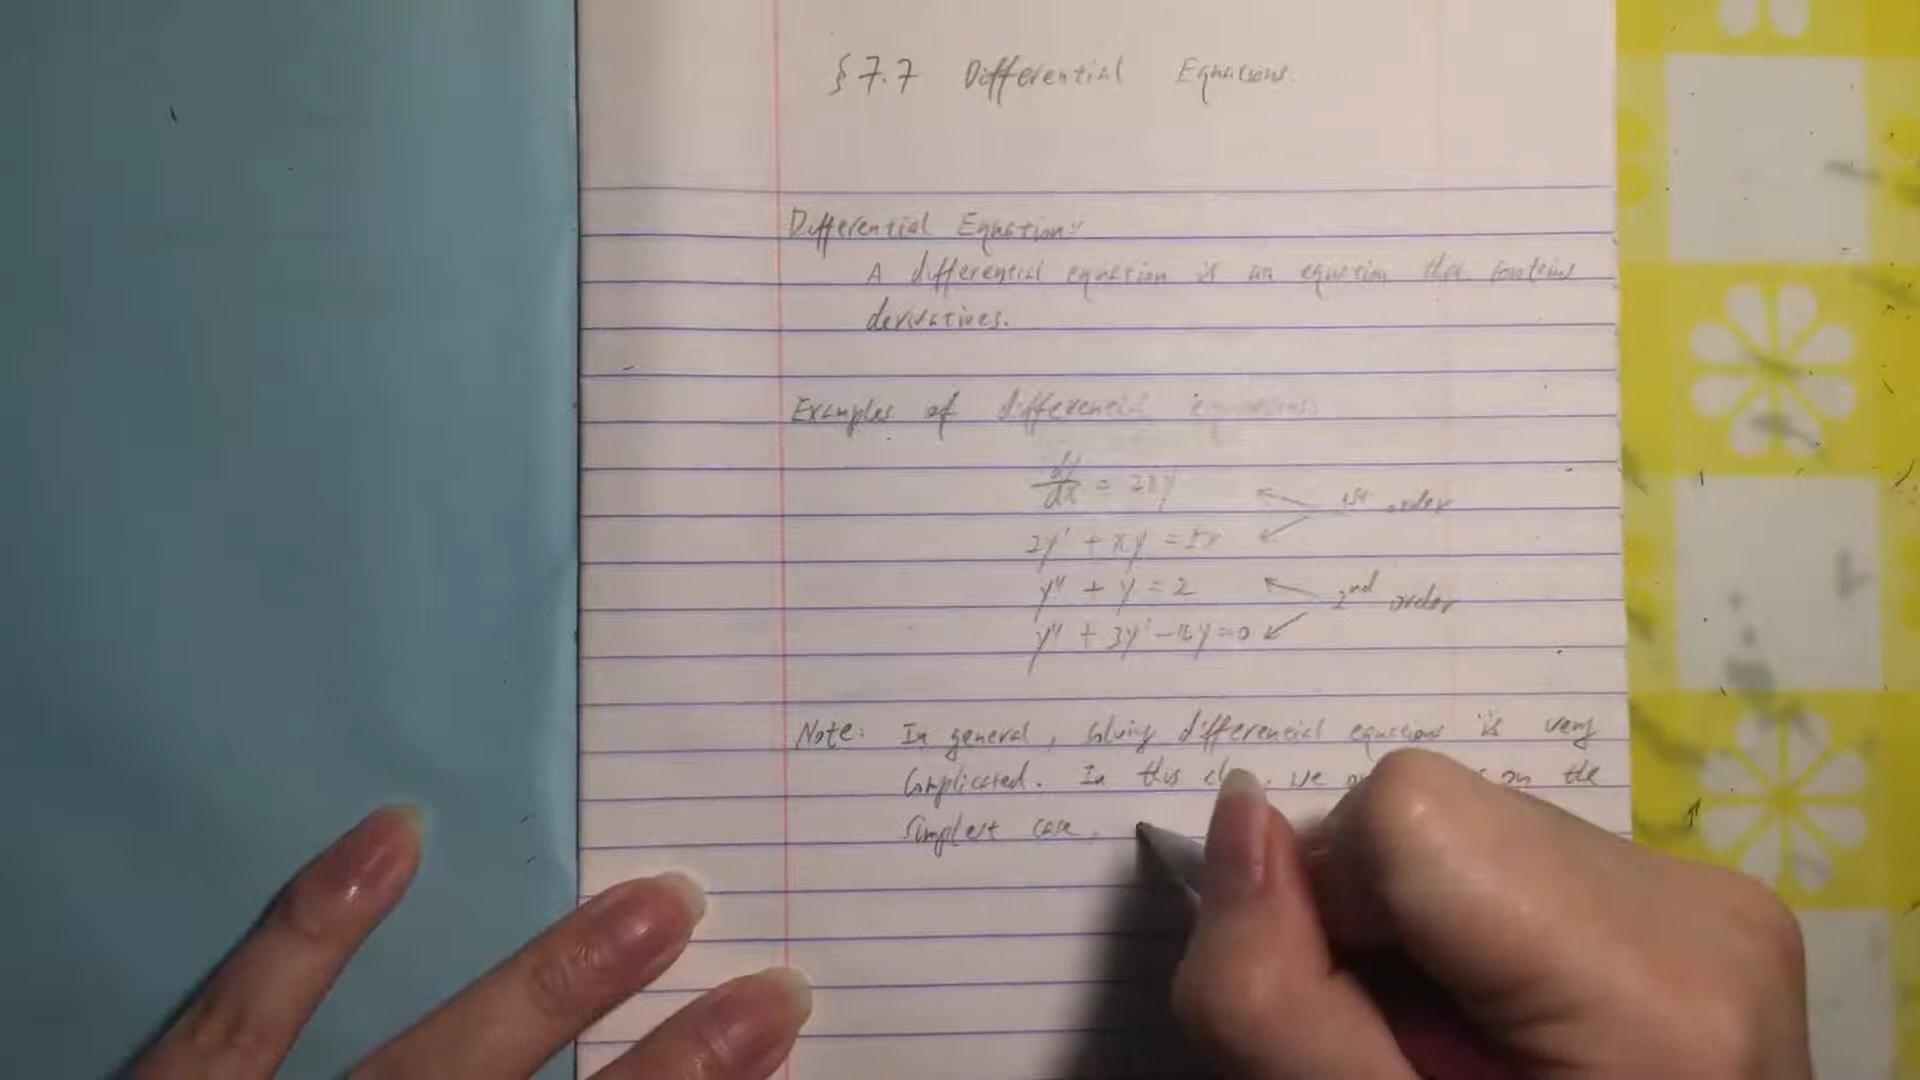 § 7.7 Differential Equations.
Differential Equation:
A differential equation is an equation that contains
derivatives.
Examples of differential equations:
dy/dx = 2xy
1st order
2y' + xy = 5x
y'' + y = 2
2nd order
y'' + 3y' - y = 0
Note: In general, solving differential equations is very
complicated. In this we on the
simplest case.